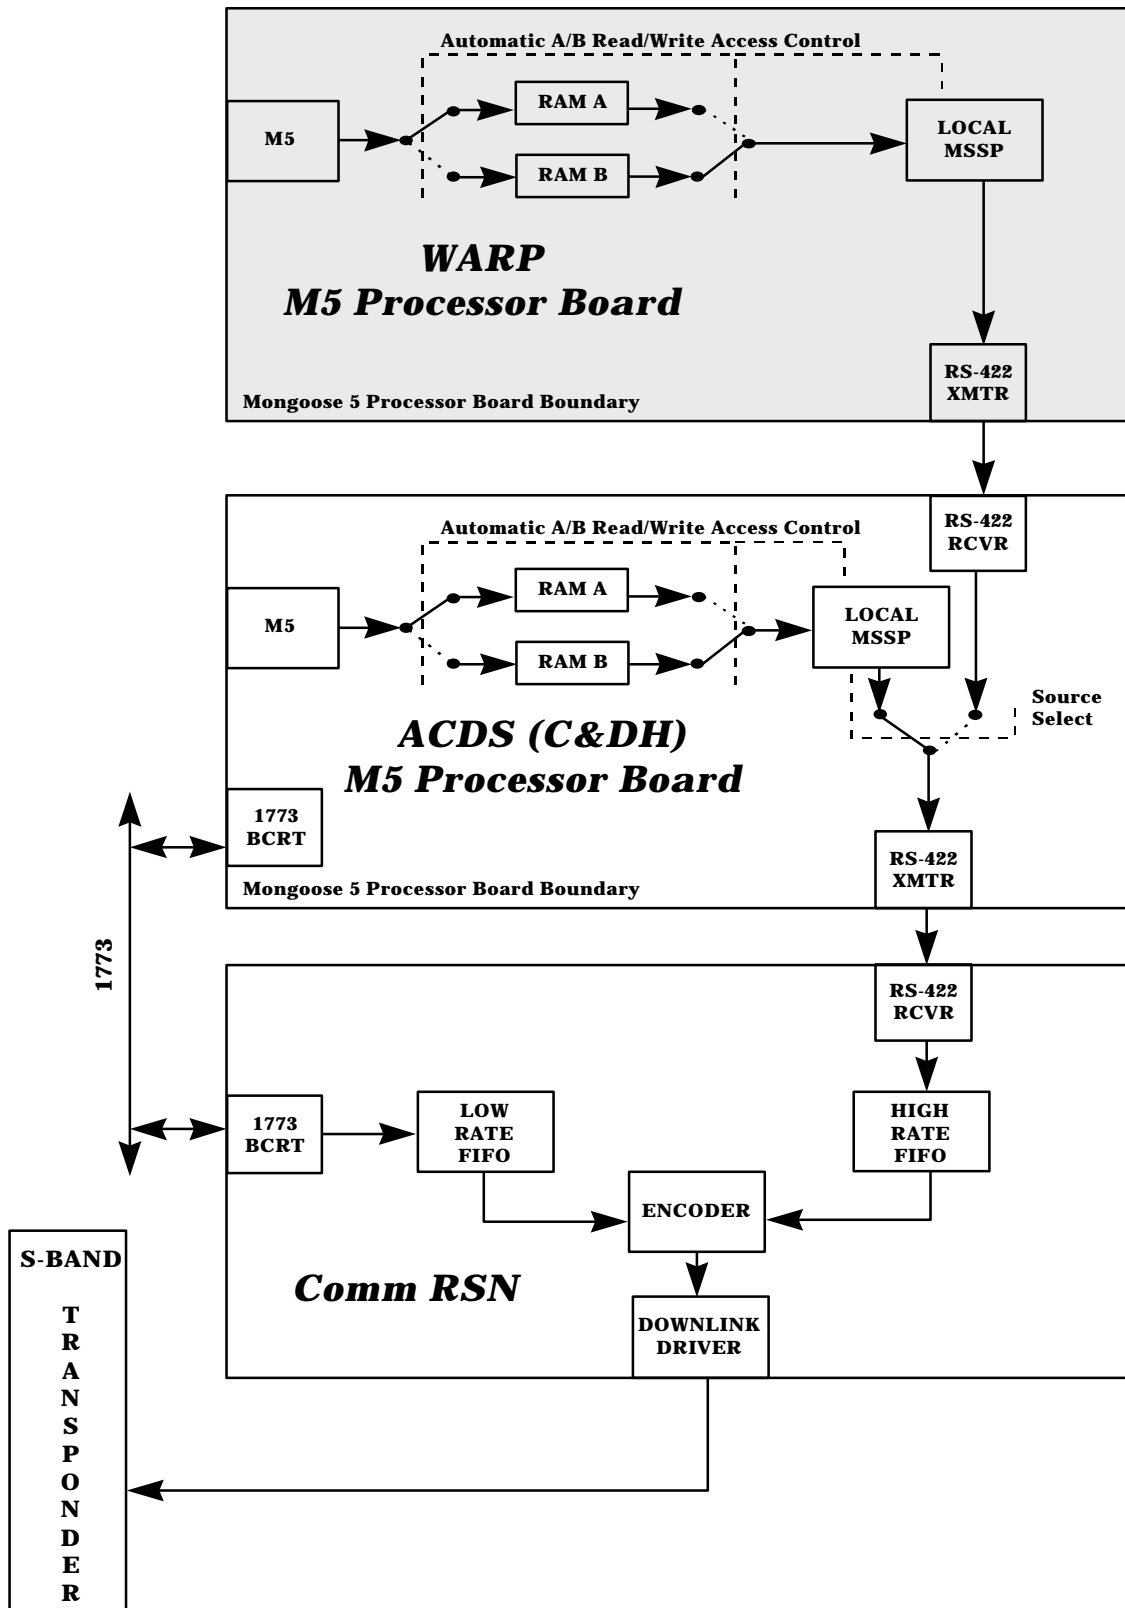 Automatic A/B Read/Write Access Control
M5
RAM A
RAM B
LOCAL
MSSP
WARP
M5 Processor Board
RS-422
XMTR
Mongoose 5 Processor Board Boundary
RS-422
RCVR
Automatic A/B Read/Write Access Control
M5
RAM A
RAM B
LOCAL
MSSP
Source
Select
ACDS (C&DH)
M5 Processor Board
1773
BCRT
RS-422
XMTR
Mongoose 5 Processor Board Boundary
1773
RS-422
RCVR
1773
BCRT
LOW
RATE
FIFO
HIGH
RATE
FIFO
ENCODER
Comm RSN
DOWNLINK
DRIVER
S-BAND
T
R
A
N
S
P
O
N
D
E
R